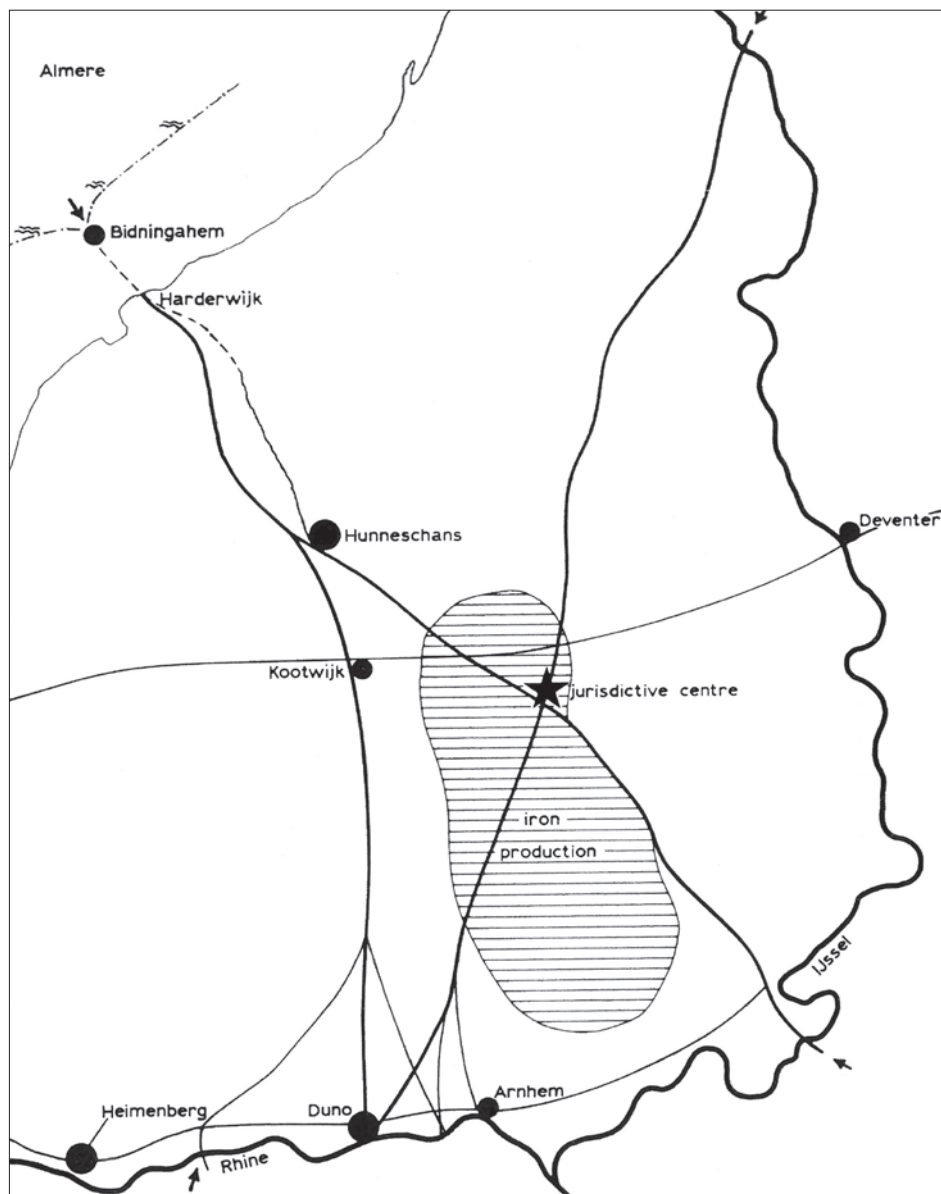 Almere
Bidningahem
Harderwijk
Hunneschans
Deventer
Kootwijk
jurisdictive centre
iron
production
IJssel
Arnhem
Heimenberg
Duno
Rhine